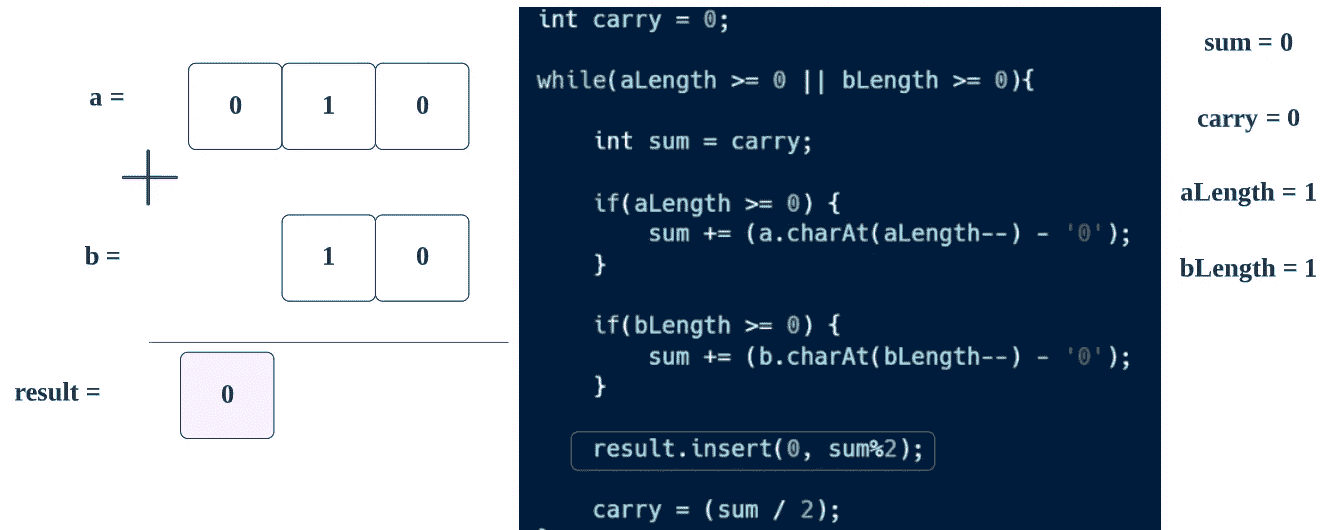 a =
0 1 0
+
b =
1 0
result =
0
int carry = 0;
while(aLength >= 0 || bLength >= 0){
int sum = carry;
if(aLength >= 0) {
sum += (a.charAt(aLength--) - '0');
}
if(bLength >= 0) {
sum += (b.charAt(bLength--) - '0');
}
result.insert(0, sum%2);
carry = (sum / 2);
sum = 0
carry = 0
aLength = 1
bLength = 1